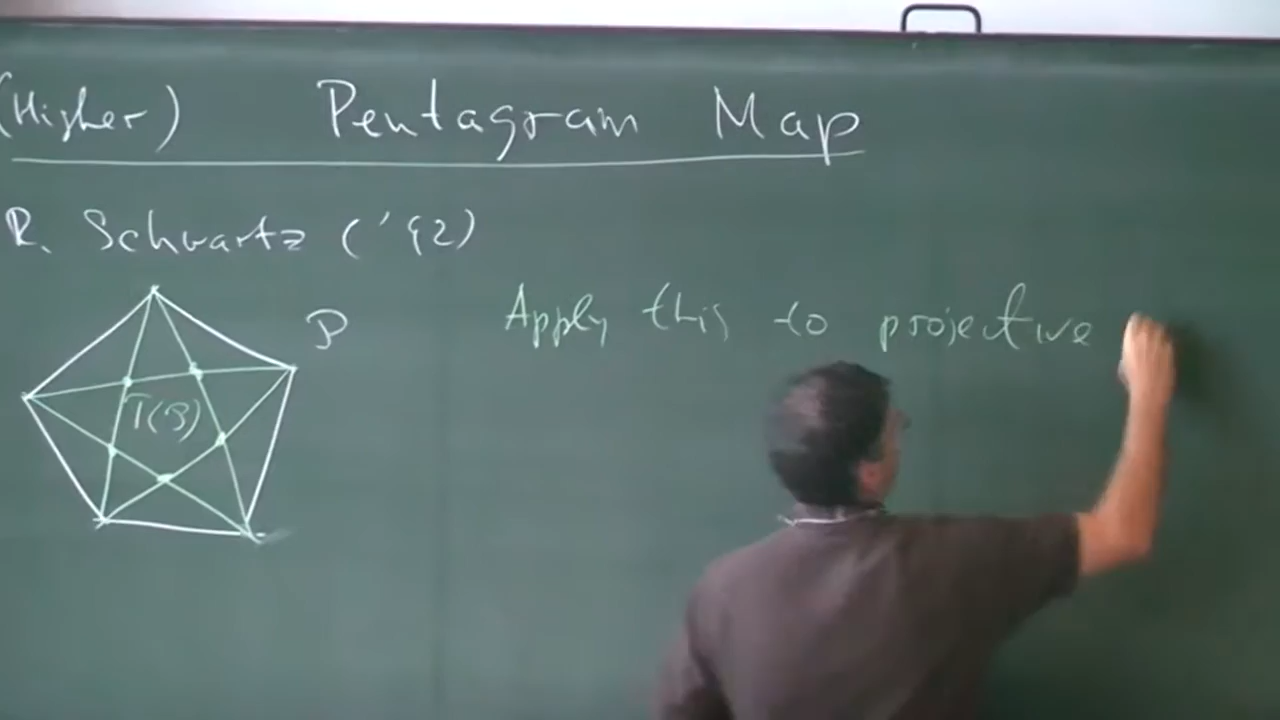 (Higher) Pentagram Map
R. Schwartz ('92)
P
Apply this to projective
T(P)